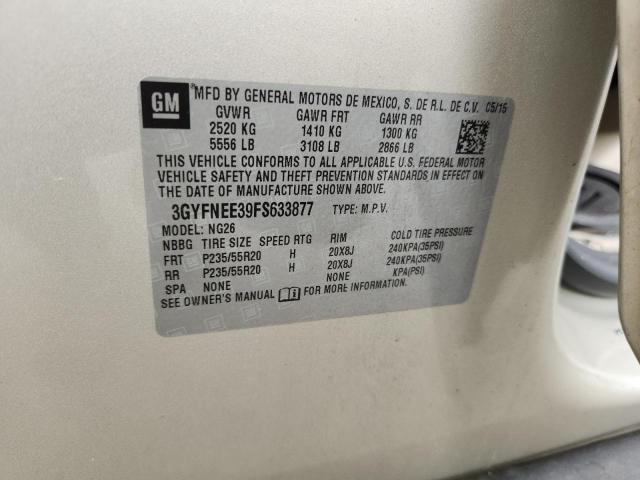 GM MFD BY GENERAL MOTORS DE MEXICO, S. DE R.L. DE C.V. C5/15
GVWR GAWR FRT GAWR RR
2520 KG 1410 KG 1300 KG
5556 LB 3108 LB 2866 LB
THIS VEHICLE CONFORMS TO ALL APPLICABLE U.S. FEDERAL MOTOR
VEHICLE SAFETY AND THEFT PREVENTION STANDARDS IN EFFECT ON THE
DATE OF MANUFACTURE SHOWN ABOVE.
3GYFNEE39FS633877 TYPE: M.P.V.
MODEL: NG26
NBBG TIRE SIZE SPEED RTG RIM COLD TIRE PRESSURE
FRT P235/55R20 H 20X8J 240KPA(35PSI)
RR P235/55R20 H 20X8J 240KPA(35PSI)
SPA NONE NONE KPA(PSI)
SEE OWNER'S MANUAL FOR MORE INFORMATION.